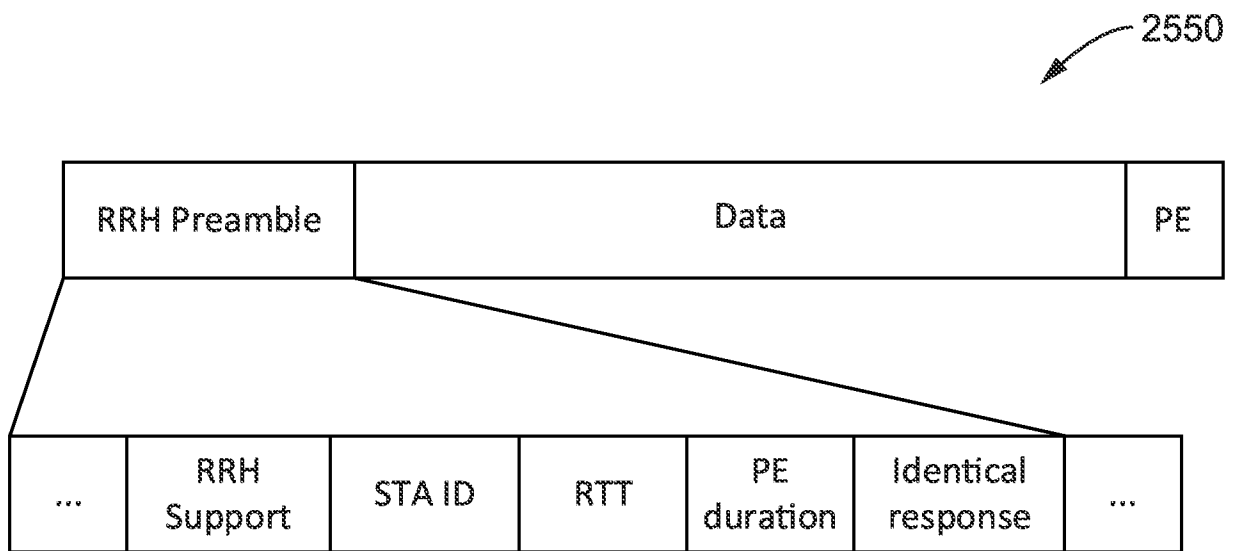 2550
RRH Preamble
Data
PE
...
RRH
Support
STA ID
RTT
PE
duration
Identical
response
...